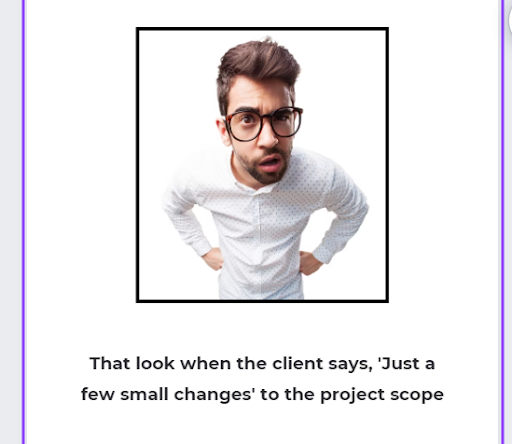 That look when the client says, 'Just a
few small changes' to the project scope